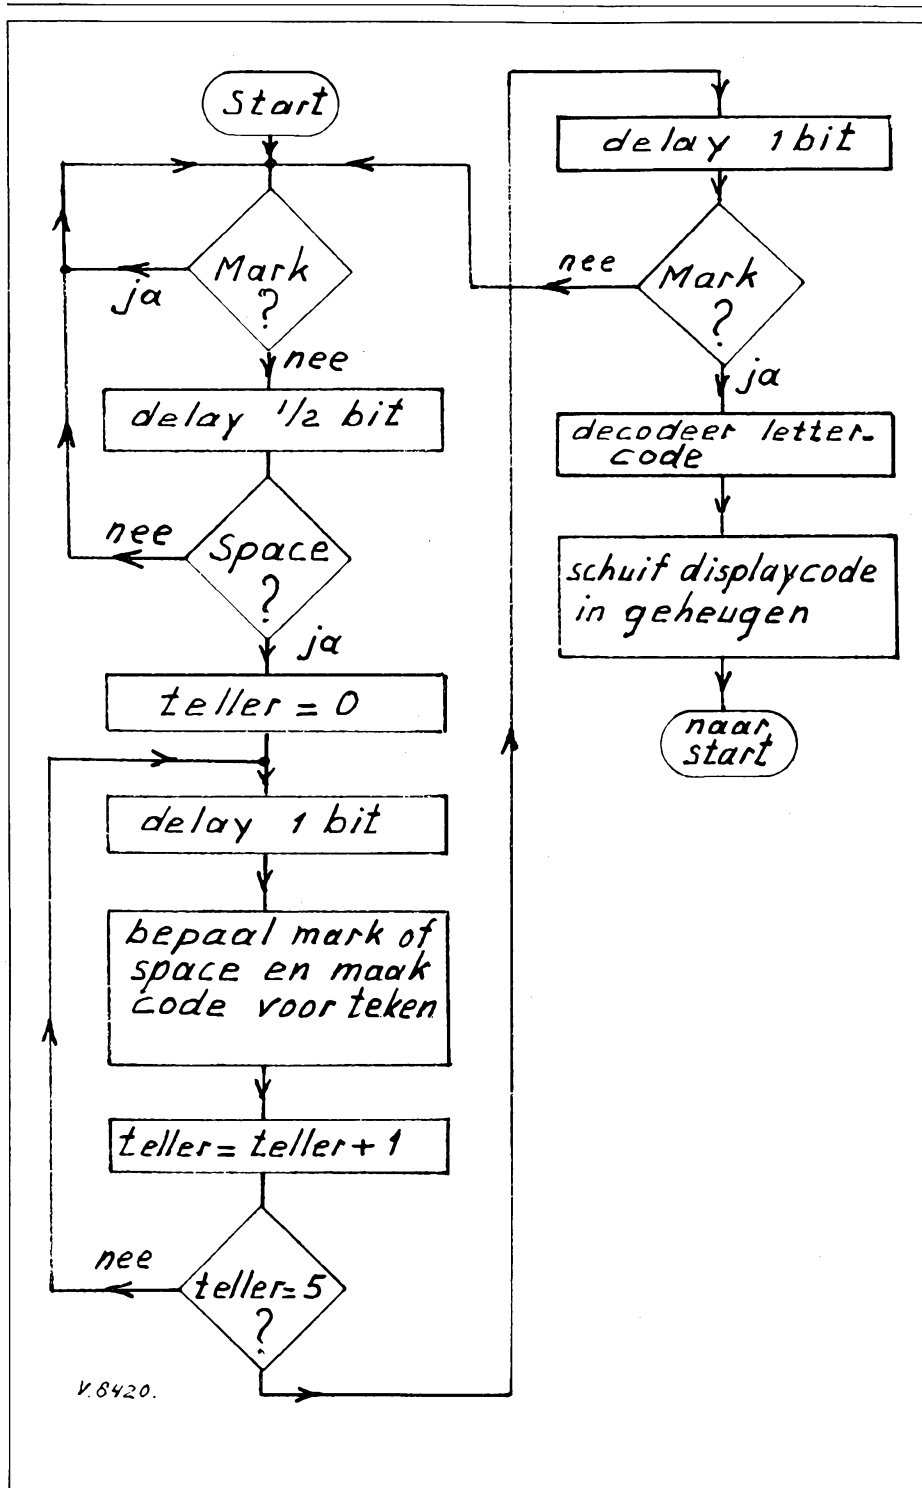 Start
Mark
?
ja
nee
delay 1/2 bit
nee
Space
?
ja
teller = 0
delay 1 bit
bepaal mark of
space en maak
code voor teken
teller = teller + 1
nee
teller = 5
?
V.8420.
delay 1 bit
nee
Mark
?
ja
decodeer letter-
code
schuif displaycode
in geheugen
naar
start